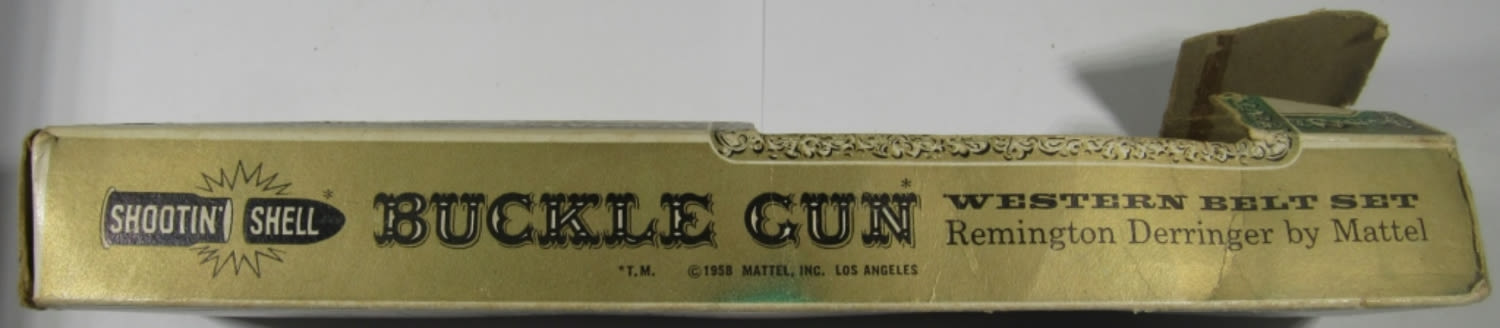 SHOOTIN' SHELL*
BUCKLE GUN*
WESTERN BELT SET
Remington Derringer by Mattel
*T.M. ©1958 MATTEL, INC. LOS ANGELES